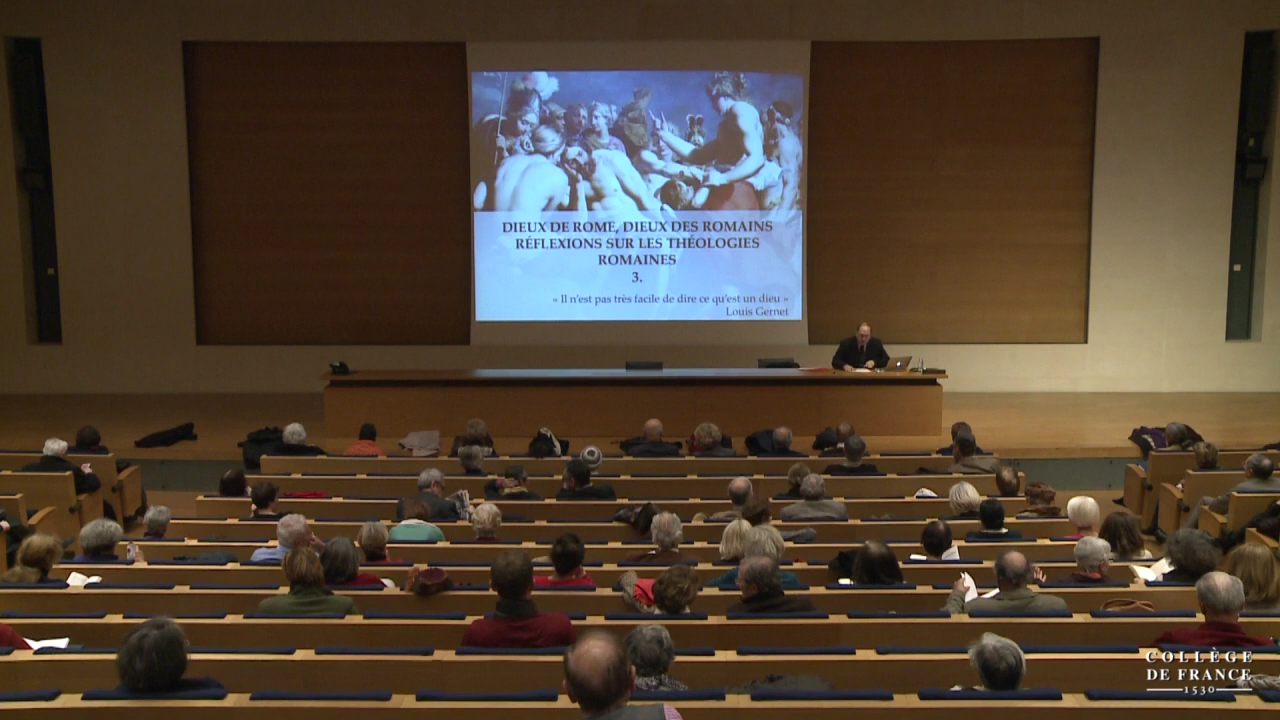 DIEUX DE ROME, DIEUX DES ROMAINS
RÉFLEXIONS SUR LES THÉOLOGIES
ROMAINES
3.
« Il n'est pas très facile de dire ce qu'est un dieu »
Louis Gernet
COLLÈGE
DE FRANCE
1530